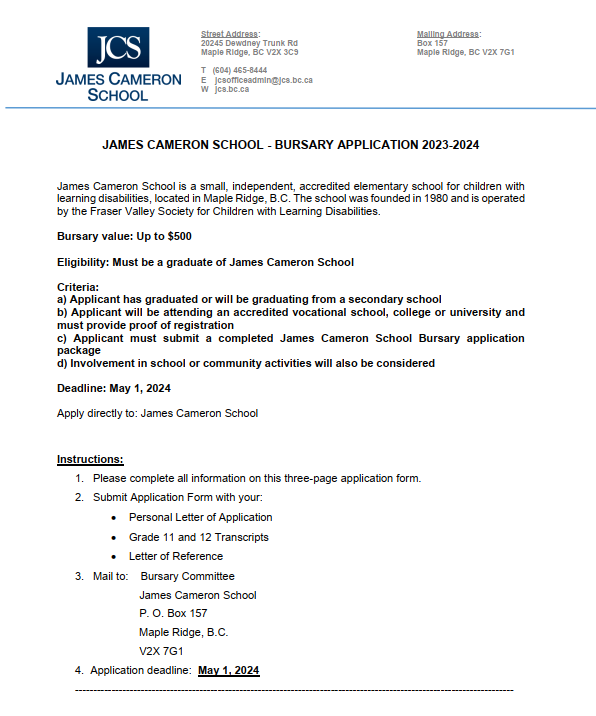 JCS
JAMES CAMERON
SCHOOL
Street Address:
20245 Dewdney Trunk Rd
Maple Ridge, BC V2X 3C9
T (604) 465-8444
E jcsofficeadmin@jcs.bc.ca
W jcs.bc.ca
Mailing Address:
Box 157
Maple Ridge, BC V2X 7G1
JAMES CAMERON SCHOOL - BURSARY APPLICATION 2023-2024
James Cameron School is a small, independent, accredited elementary school for children with
learning disabilities, located in Maple Ridge, B.C. The school was founded in 1980 and is operated
by the Fraser Valley Society for Children with Learning Disabilities.
Bursary value: Up to $500
Eligibility: Must be a graduate of James Cameron School
Criteria:
a) Applicant has graduated or will be graduating from a secondary school
b) Applicant will be attending an accredited vocational school, college or university and
must provide proof of registration
c) Applicant must submit a completed James Cameron School Bursary application
package
d) Involvement in school or community activities will also be considered
Deadline: May 1, 2024
Apply directly to: James Cameron School
Instructions:
1. Please complete all information on this three-page application form.
2. Submit Application Form with your:
• Personal Letter of Application
• Grade 11 and 12 Transcripts
• Letter of Reference
3. Mail to: Bursary Committee
James Cameron School
P. O. Box 157
Maple Ridge, B.C.
V2X 7G1
4. Application deadline: May 1, 2024